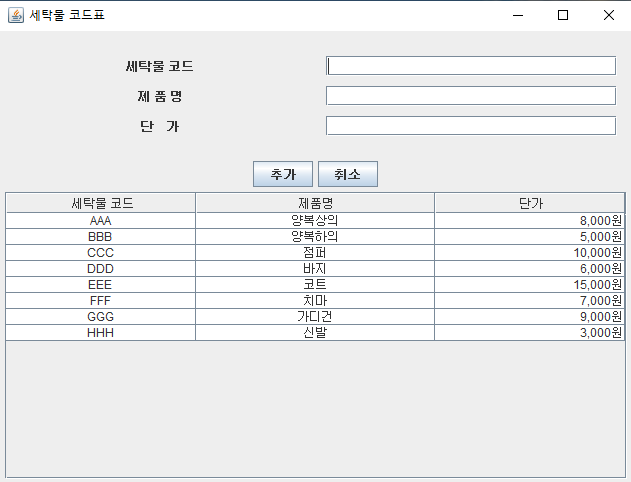 세탁물 코드표
세탁물 코드
제 품 명
단 가
추가 취소
세탁물 코드 제품명 단가
AAA 양복상의 8,000원
BBB 양복하의 5,000원
CCC 점퍼 10,000원
DDD 바지 6,000원
EEE 코트 15,000원
FFF 치마 7,000원
GGG 가디건 9,000원
HHH 신발 3,000원